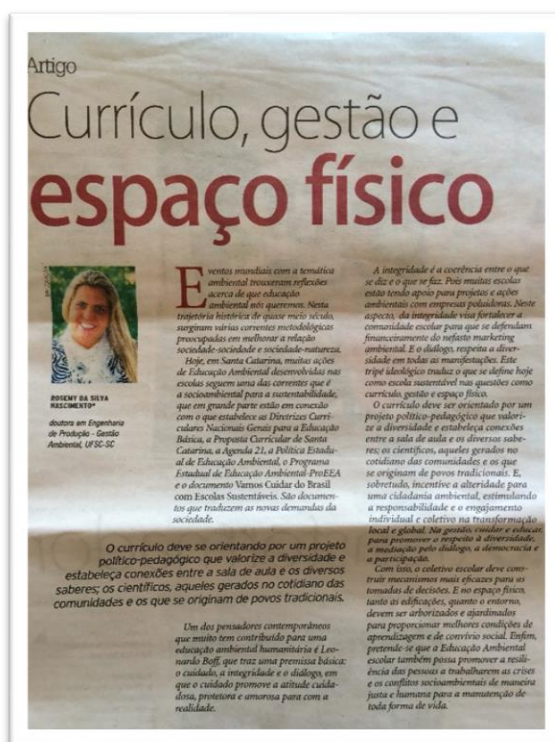 Artigo
Currículo, gestão e
espaço físico
ROSEMY DA SILVA
NASCIMENTO*
doutora em Engenharia
de Produção - Gestão
Ambiental, UFSC-SC
Eventos mundiais com a temática
ambiental trouxeram reflexões
acerca de que educação
ambiental nós queremos. Nesta
trajetória histórica de quase meio século,
surgiram várias correntes metodológicas
preocupadas em melhorar a relação
sociedade-sociedade e sociedade-natureza.
Hoje, em Santa Catarina, muitas ações
de Educação Ambiental desenvolvidas nas
escolas seguem uma das correntes que é
a socioambiental para a sustentabilidade,
que em grande parte estão em conexão
com o que estabelece as Diretrizes Curri-
culares Nacionais Gerais para a Educação
Básica, a Proposta Curricular de Santa
Catarina, a Agenda 21, a Política Estadu-
al de Educação Ambiental, o Programa
Estadual de Educação Ambiental-ProEEA
e o documento Vamos Cuidar do Brasil
com Escolas Sustentáveis. São documen-
tos que traduzem as novas demandas da
sociedade.
O currículo deve se orientando por um projeto
político-pedagógico que valorize a diversidade e
estabeleça conexões entre a sala de aula e os diversos
saberes; os científicos, aqueles gerados no cotidiano das
comunidades e os que se originam de povos tradicionais.
Um dos pensadores contemporâneos
que muito tem contribuído para uma
educação ambiental humanitária é Leo-
nardo Boff, que traz uma premissa básica:
o cuidado, a integridade e o diálogo, em
que o cuidado promove a atitude cuida-
dosa, protetora e amorosa para com a
realidade.
A integridade é a coerência entre o que
se diz e o que se faz. Pois muitas escolas
estão tendo apoio para projetos e ações
ambientais com empresas poluidoras. Neste
aspecto, da integridade visa fortalecer a
comunidade escolar para que se defendam
financeiramente do nefasto marketing
ambiental. E o diálogo, respeita a diver-
sidade em todas as manifestações. Este
tripé ideológico traduz o que se define hoje
como escola sustentável nas questões como
currículo, gestão e espaço físico.
O currículo deve ser orientando por um
projeto político-pedagógico que valori-
ze a diversidade e estabeleça conexões
entre a sala de aula e os diversos sabe-
res; os científicos, aqueles gerados no
cotidiano das comunidades e os que
se originam de povos tradicionais. E,
sobretudo, incentive a alteridade para
uma cidadania ambiental, estimulando
a responsabilidade e o engajamento
individual e coletivo na transformação
local e global. Na gestão, cuidar e educar,
para promover o respeito à diversidade,
a mediação pelo diálogo, a democracia e
a participação.
Com isso, o coletivo escolar deve cons-
truir mecanismos mais eficazes para os
tomadas de decisões. E no espaço físico,
tanto as edificações, quanto o entorno,
devem ser arborizados e ajardinados
para proporcionar melhores condições de
aprendizagem e de convívio social. Enfim,
pretende-se que a Educação Ambiental
escolar também possa promover a resili-
ência das pessoas a trabalharem as crises
e os conflitos socioambientais de maneira
justa e humana para a manutenção de
toda forma de vida.